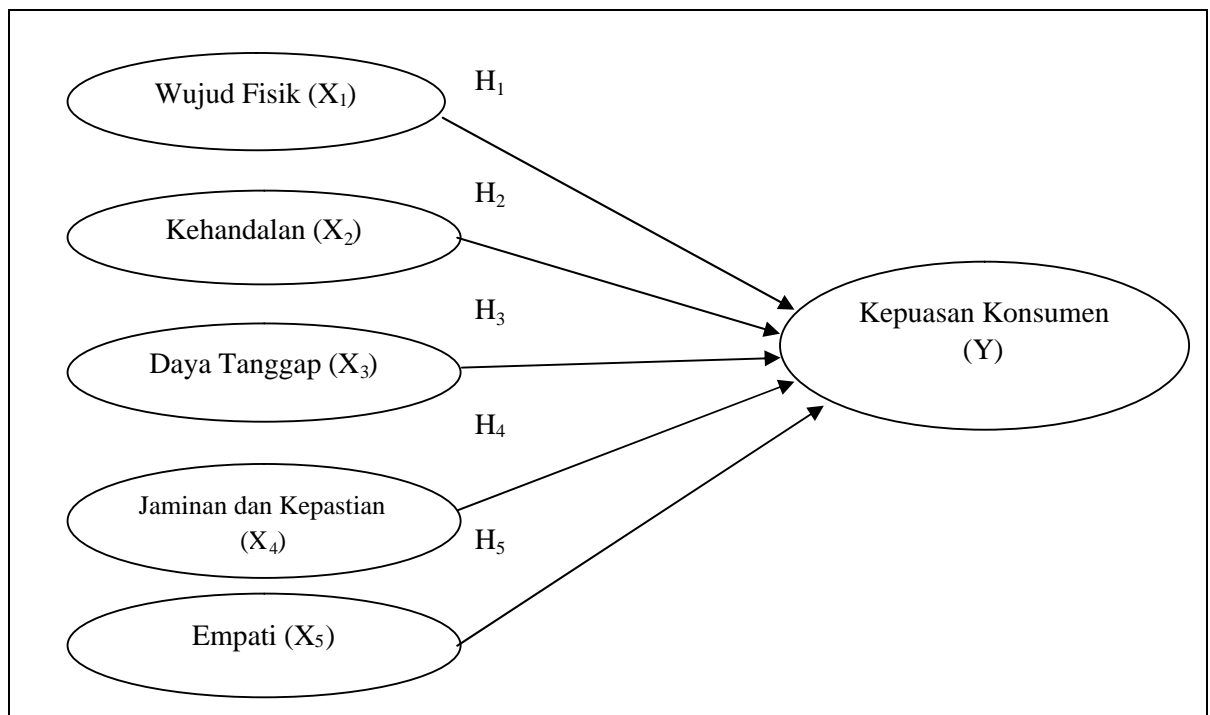 Wujud Fisik (X₁)
H₁
H₂
Kehandalan (X₂)
H₃
Daya Tanggap (X₃)
H₄
Jaminan dan Kepastian
(X₄)
H₅
Empati (X₅)
Kepuasan Konsumen
(Y)